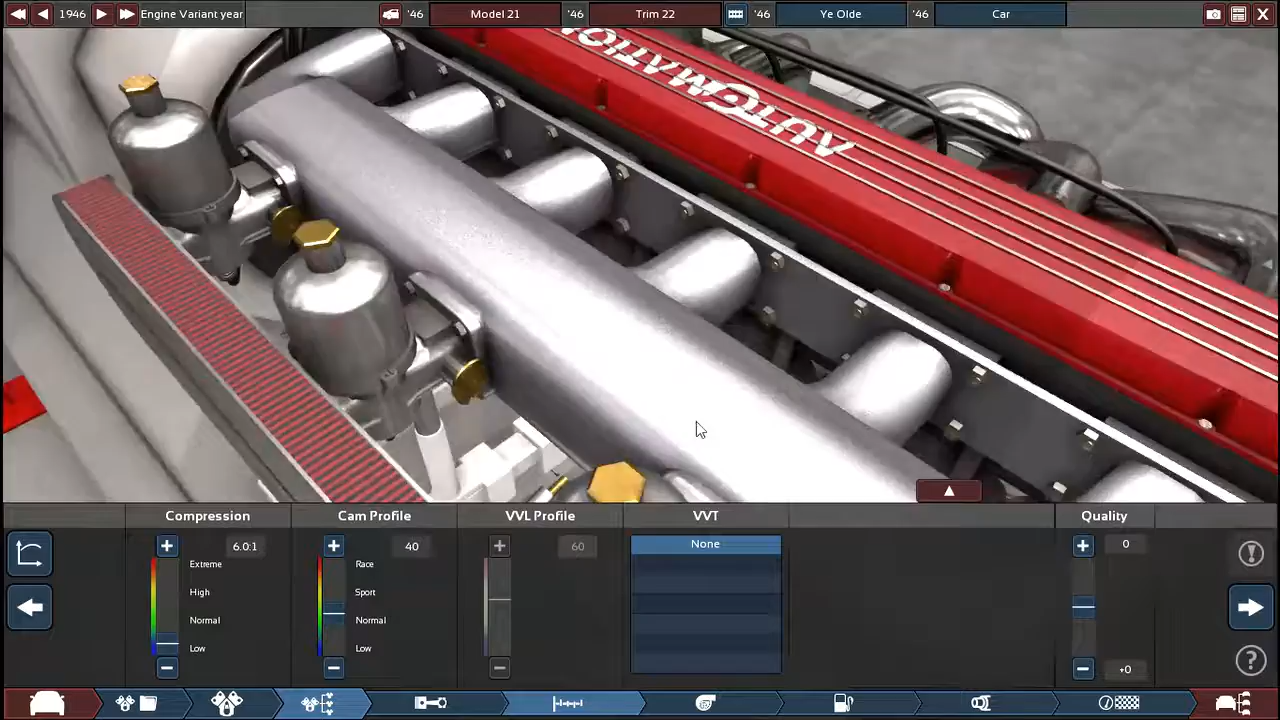 1946 Engine Variant year '46 Model 21 '46 Trim 22 '46 Ye Olde '46 Car
AUTOMATION
Compression Cam Profile VVL Profile VVT Quality
6.0:1 40 60 None 0
Extreme Race
High Sport
Normal Normal
Low Low
+0